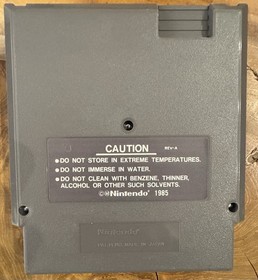 CAUTION REV-A
•DO NOT STORE IN EXTREME TEMPERATURES.
•DO NOT IMMERSE IN WATER.
•DO NOT CLEAN WITH BENZENE, THINNER,
ALCOHOL OR OTHER SUCH SOLVENTS.
©®Nintendo® 1985
Nintendo